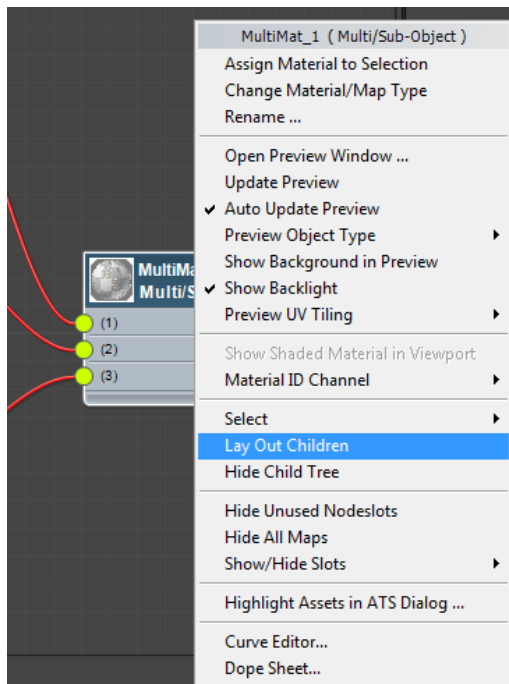 MultiMat_1 ( Multi/Sub-Object )
Assign Material to Selection
Change Material/Map Type
Rename ...
Open Preview Window ...
Update Preview
Auto Update Preview
Preview Object Type
Show Background in Preview
Show Backlight
Preview UV Tiling
Show Shaded Material in Viewport
Material ID Channel
Select
Lay Out Children
Hide Child Tree
Hide Unused Nodeslots
Hide All Maps
Show/Hide Slots
Highlight Assets in ATS Dialog ...
Curve Editor...
Dope Sheet...
MultiMa
Multi/S
(1)
(2)
(3)